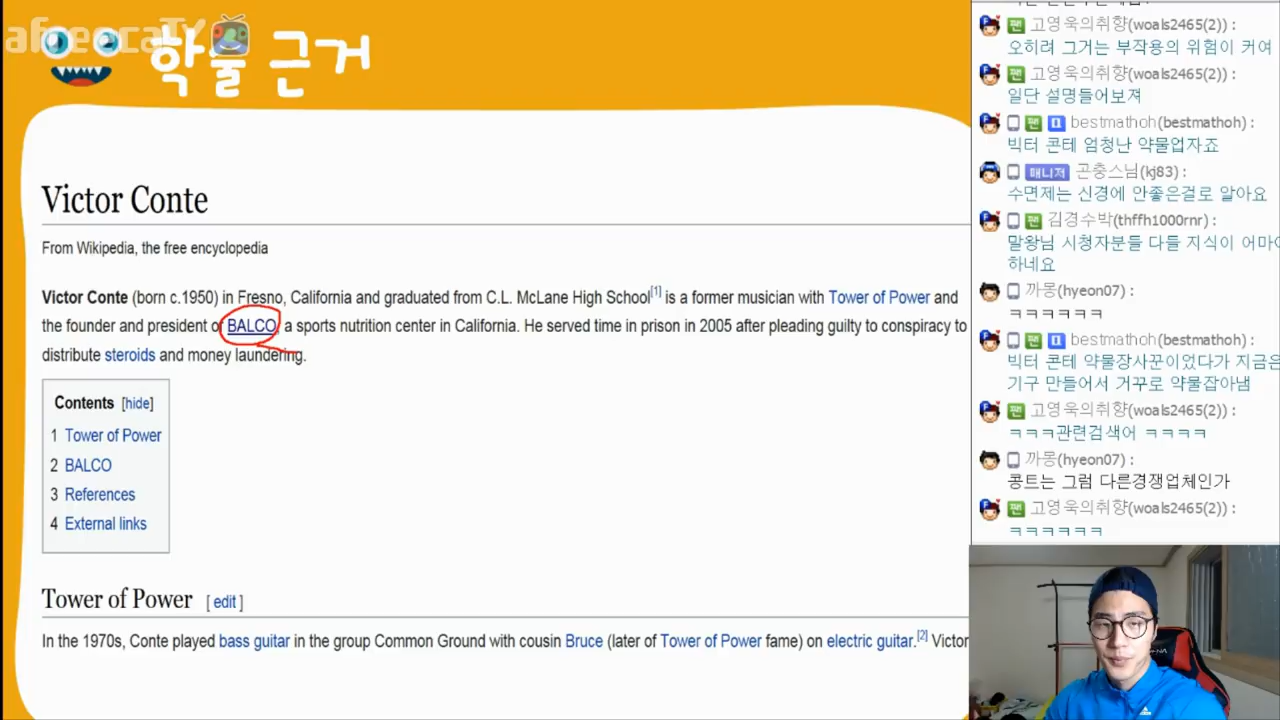 afreecaTV
학술 근거
Victor Conte
From Wikipedia, the free encyclopedia
Victor Conte (born c.1950) in Fresno, California and graduated from C.L. McLane High School[1] is a former musician with Tower of Power and
the founder and president of BALCO, a sports nutrition center in California. He served time in prison in 2005 after pleading guilty to conspiracy to
distribute steroids and money laundering.
Contents [hide]
1 Tower of Power
2 BALCO
3 References
4 External links
Tower of Power [ edit ]
In the 1970s, Conte played bass guitar in the group Common Ground with cousin Bruce (later of Tower of Power fame) on electric guitar.[2] Victor
팬 고영욱의취향(woals2465(2)) :
오히려 그거는 부작용의 위험이 커여
팬 고영욱의취향(woals2465(2)) :
일단 설명들어보져
팬 bestmathoh(bestmathoh) :
빅터 콘테 엄청난 약물업자죠
매니저 곤충스님(kj83) :
수면제는 신경에 안좋은걸로 알아요
팬 김경수박(thffh1000rnr) :
말왕님 시청자분들 다들 지식이 어마어
하네요
까몽(hyeon07) :
ㅋㅋㅋㅋㅋㅋ
팬 bestmathoh(bestmathoh) :
빅터 콘테 약물장사꾼이었다가 지금은
기구 만들어서 거꾸로 약물잡아냄
팬 고영욱의취향(woals2465(2)) :
ㅋㅋㅋ관련검색어 ㅋㅋㅋㅋ
까몽(hyeon07) :
콩트는 그럼 다른경쟁업체인가
팬 고영욱의취향(woals2465(2)) :
ㅋㅋㅋㅋㅋㅋ